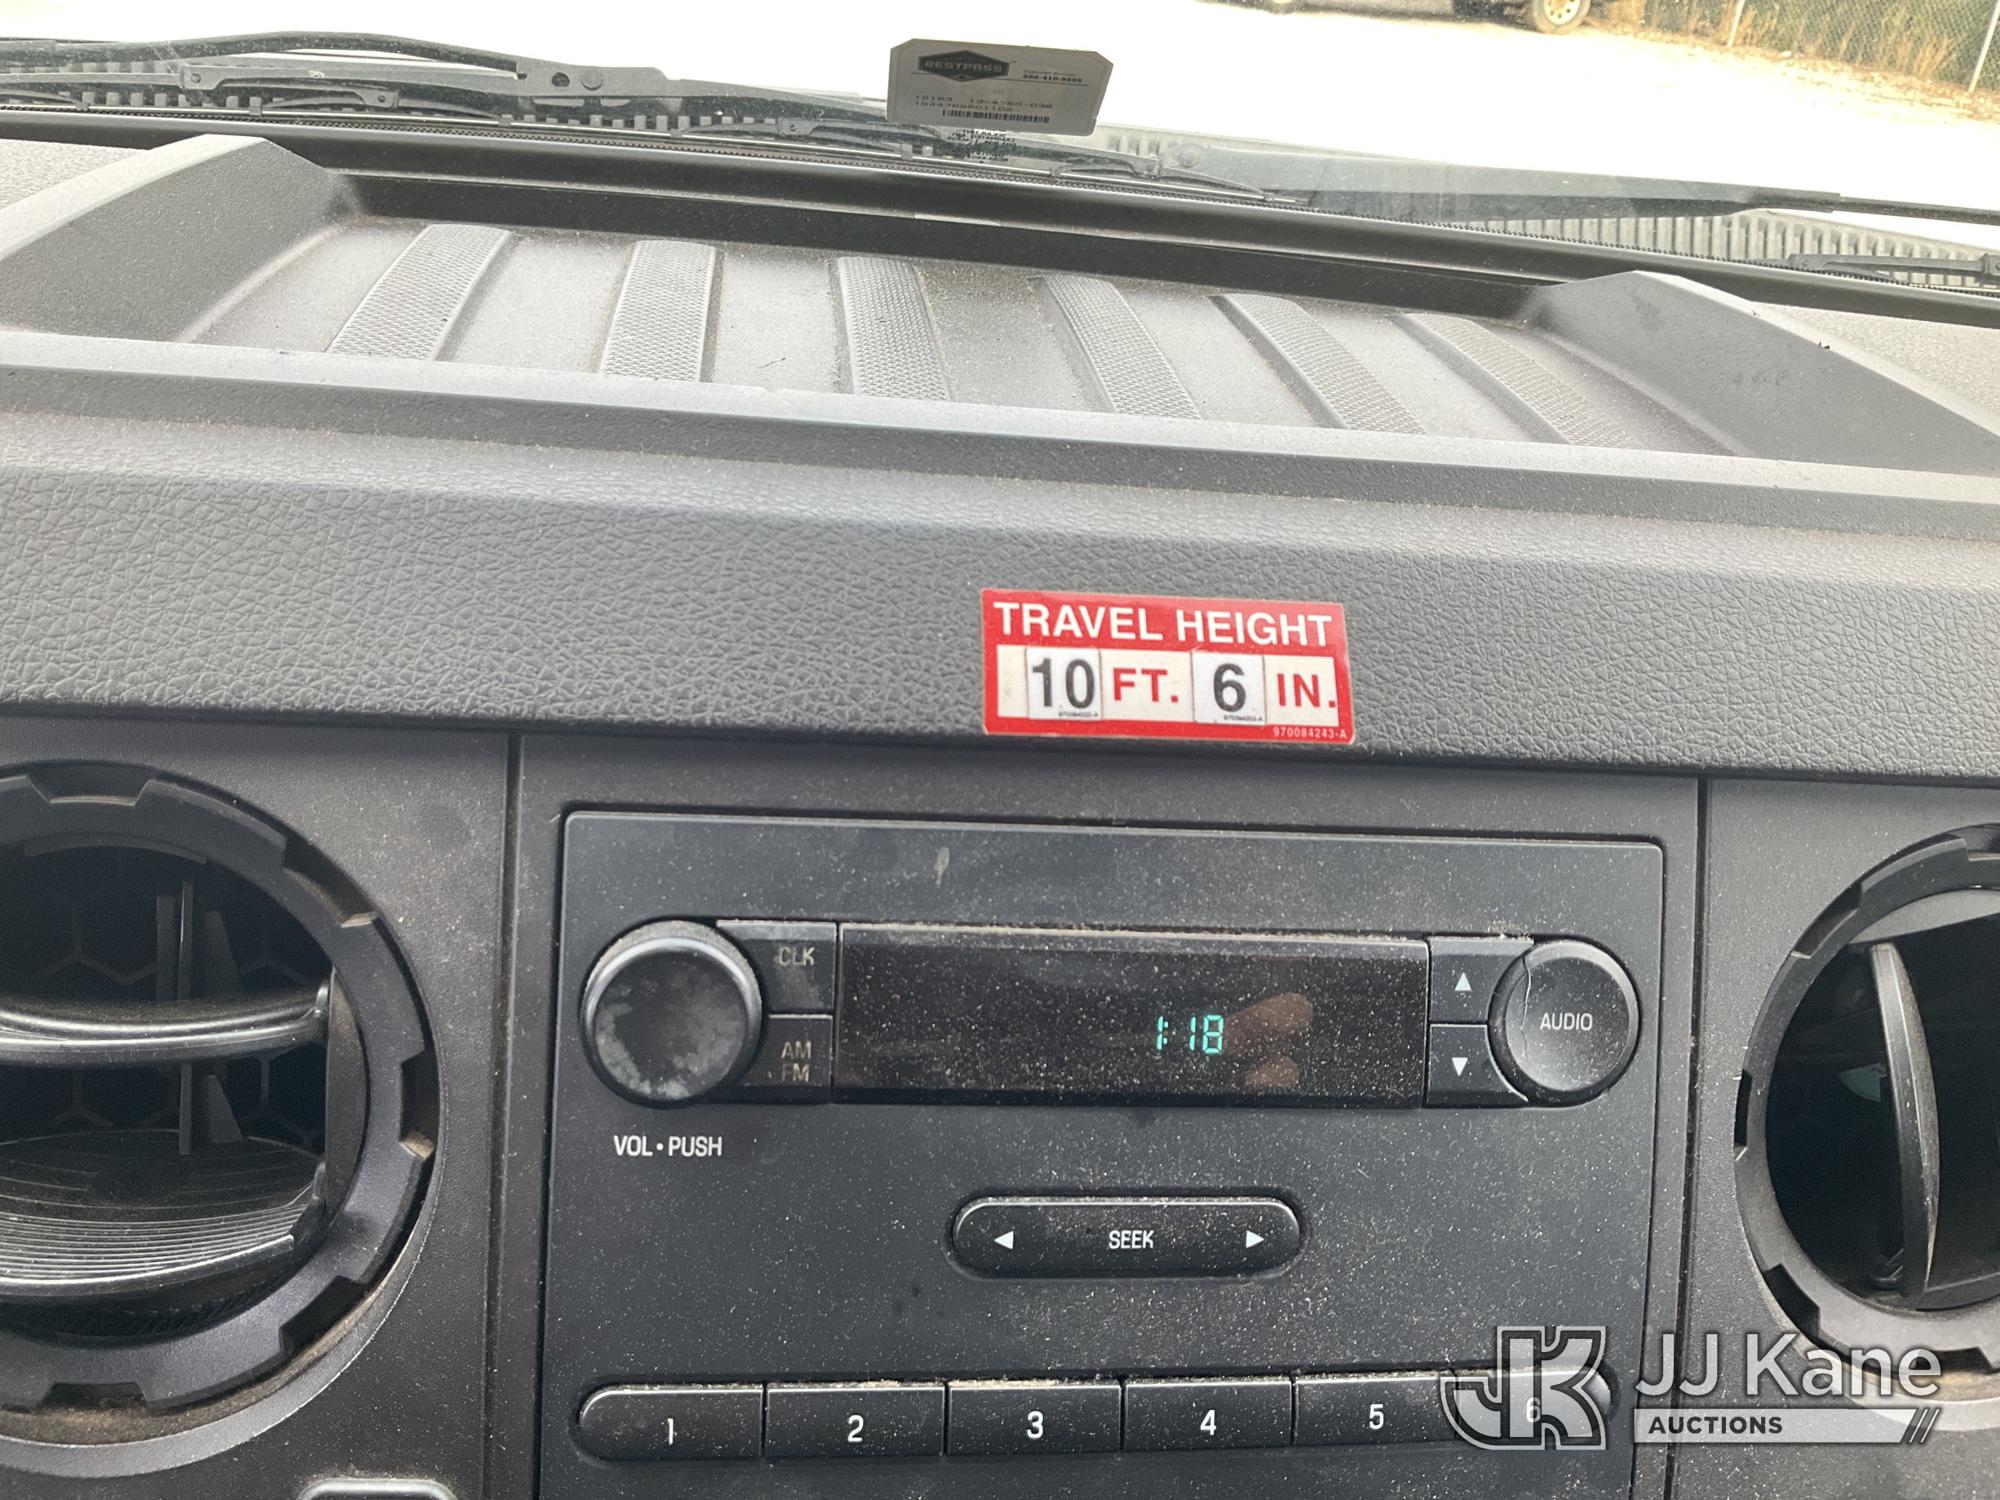 BESTPASS
TRAVEL HEIGHT
10 FT. 6 IN.
970084243-A
CLK
AM
FM
1:18
AUDIO
VOL•PUSH
SEEK
1 2 3 4 5 6
JK JJ Kane
AUCTIONS